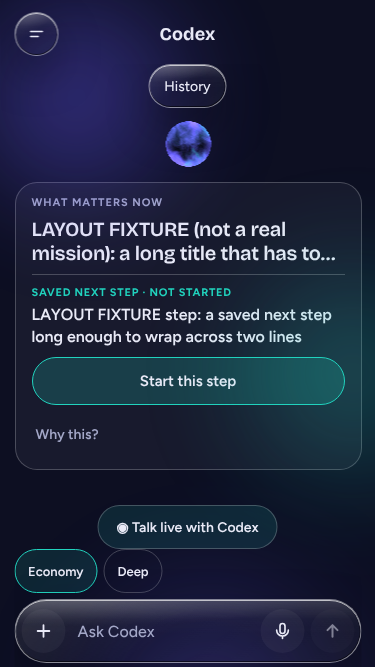 Codex
History
WHAT MATTERS NOW
LAYOUT FIXTURE (not a real
mission): a long title that has to...
SAVED NEXT STEP · NOT STARTED
LAYOUT FIXTURE step: a saved next step
long enough to wrap across two lines
Start this step
Why this?
◉ Talk live with Codex
Economy
Deep
Ask Codex